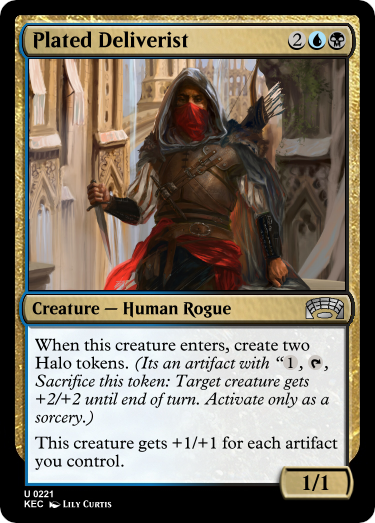 Plated Deliverist 2
Creature — Human Rogue
When this creature enters, create two
Halo tokens. (Its an artifact with “1, ,
Sacrifice this token: Target creature gets
+2/+2 until end of turn. Activate only as a
sorcery.)
This creature gets +1/+1 for each artifact
you control.
1/1
U 0221
KEC Lily Curtis